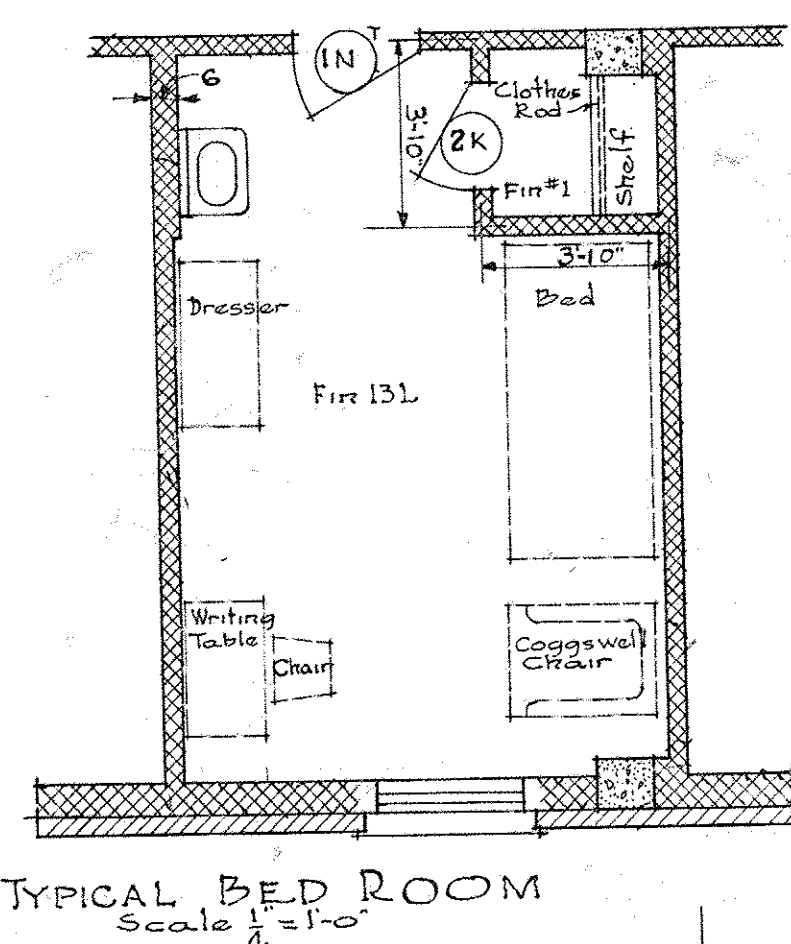 1N
T
6
3'-10"
2K
Clothes
Rod
Shelf
Fin #1
3'-10"
Bed
Dresser
Fin 131
Writing
Table
Chair
Coggswell
Chair
TYPICAL BED ROOM
Scale 1/4" = 1'-0"